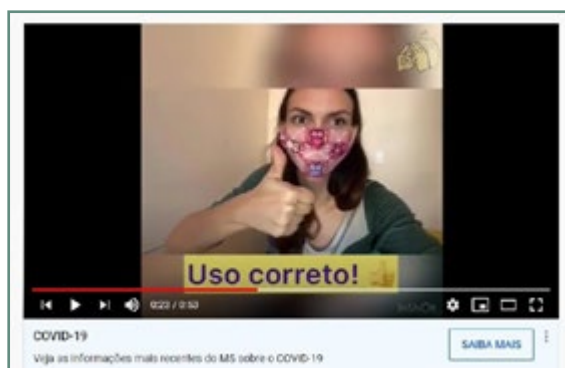 Uso correto!
0:23 / 0:53
COVID-19
Veja as informações mais recentes do MS sobre o COVID-19
SAIBA MAIS